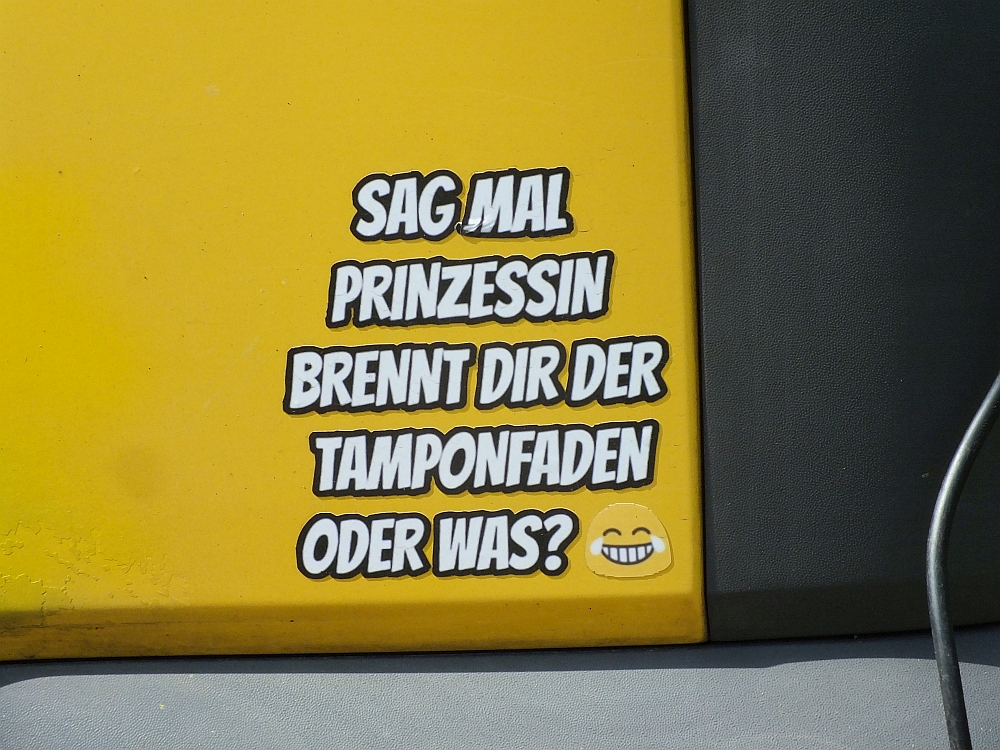 SAG MAL
PRINZESSIN
BRENNT DIR DER
TAMPONFADEN
ODER WAS? 😂